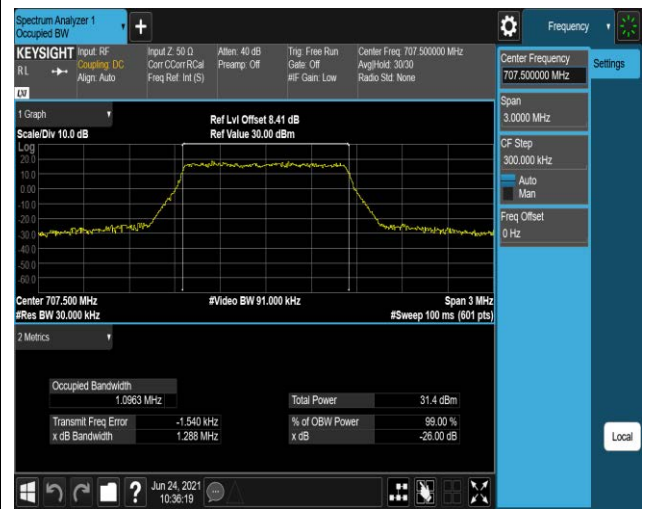 Spectrum Analyzer 1
Occupied BW
+
Frequency
KEYSIGHT
RL
LXI
Input: RF
Coupling: DC
Align: Auto
Input Z: 50 Ω
Corr CCorr RCal
Freq Ref: Int (S)
Atten: 40 dB
Preamp: Off
Trig: Free Run
Gate: Off
#IF Gain: Low
Center Freq: 707.500000 MHz
Avg|Hold: 30/30
Radio Std: None
Center Frequency
707.500000 MHz
Settings
Span
3.0000 MHz
CF Step
300.000 kHz
Auto
Man
Freq Offset
0 Hz
1 Graph
Scale/Div 10.0 dB
Ref Lvl Offset 8.41 dB
Ref Value 30.00 dBm
Log
20.0
10.0
0.00
-10.0
-20.0
-30.0
-40.0
-50.0
-60.0
Center 707.500 MHz
#Video BW 91.000 kHz
Span 3 MHz
#Res BW 30.000 kHz
#Sweep 100 ms (601 pts)
2 Metrics
Occupied Bandwidth
1.0963 MHz
Total Power 31.4 dBm
Transmit Freq Error -1.540 kHz
% of OBW Power 99.00 %
x dB Bandwidth 1.288 MHz
x dB -26.00 dB
Local
?
Jun 24, 2021
10:36:19